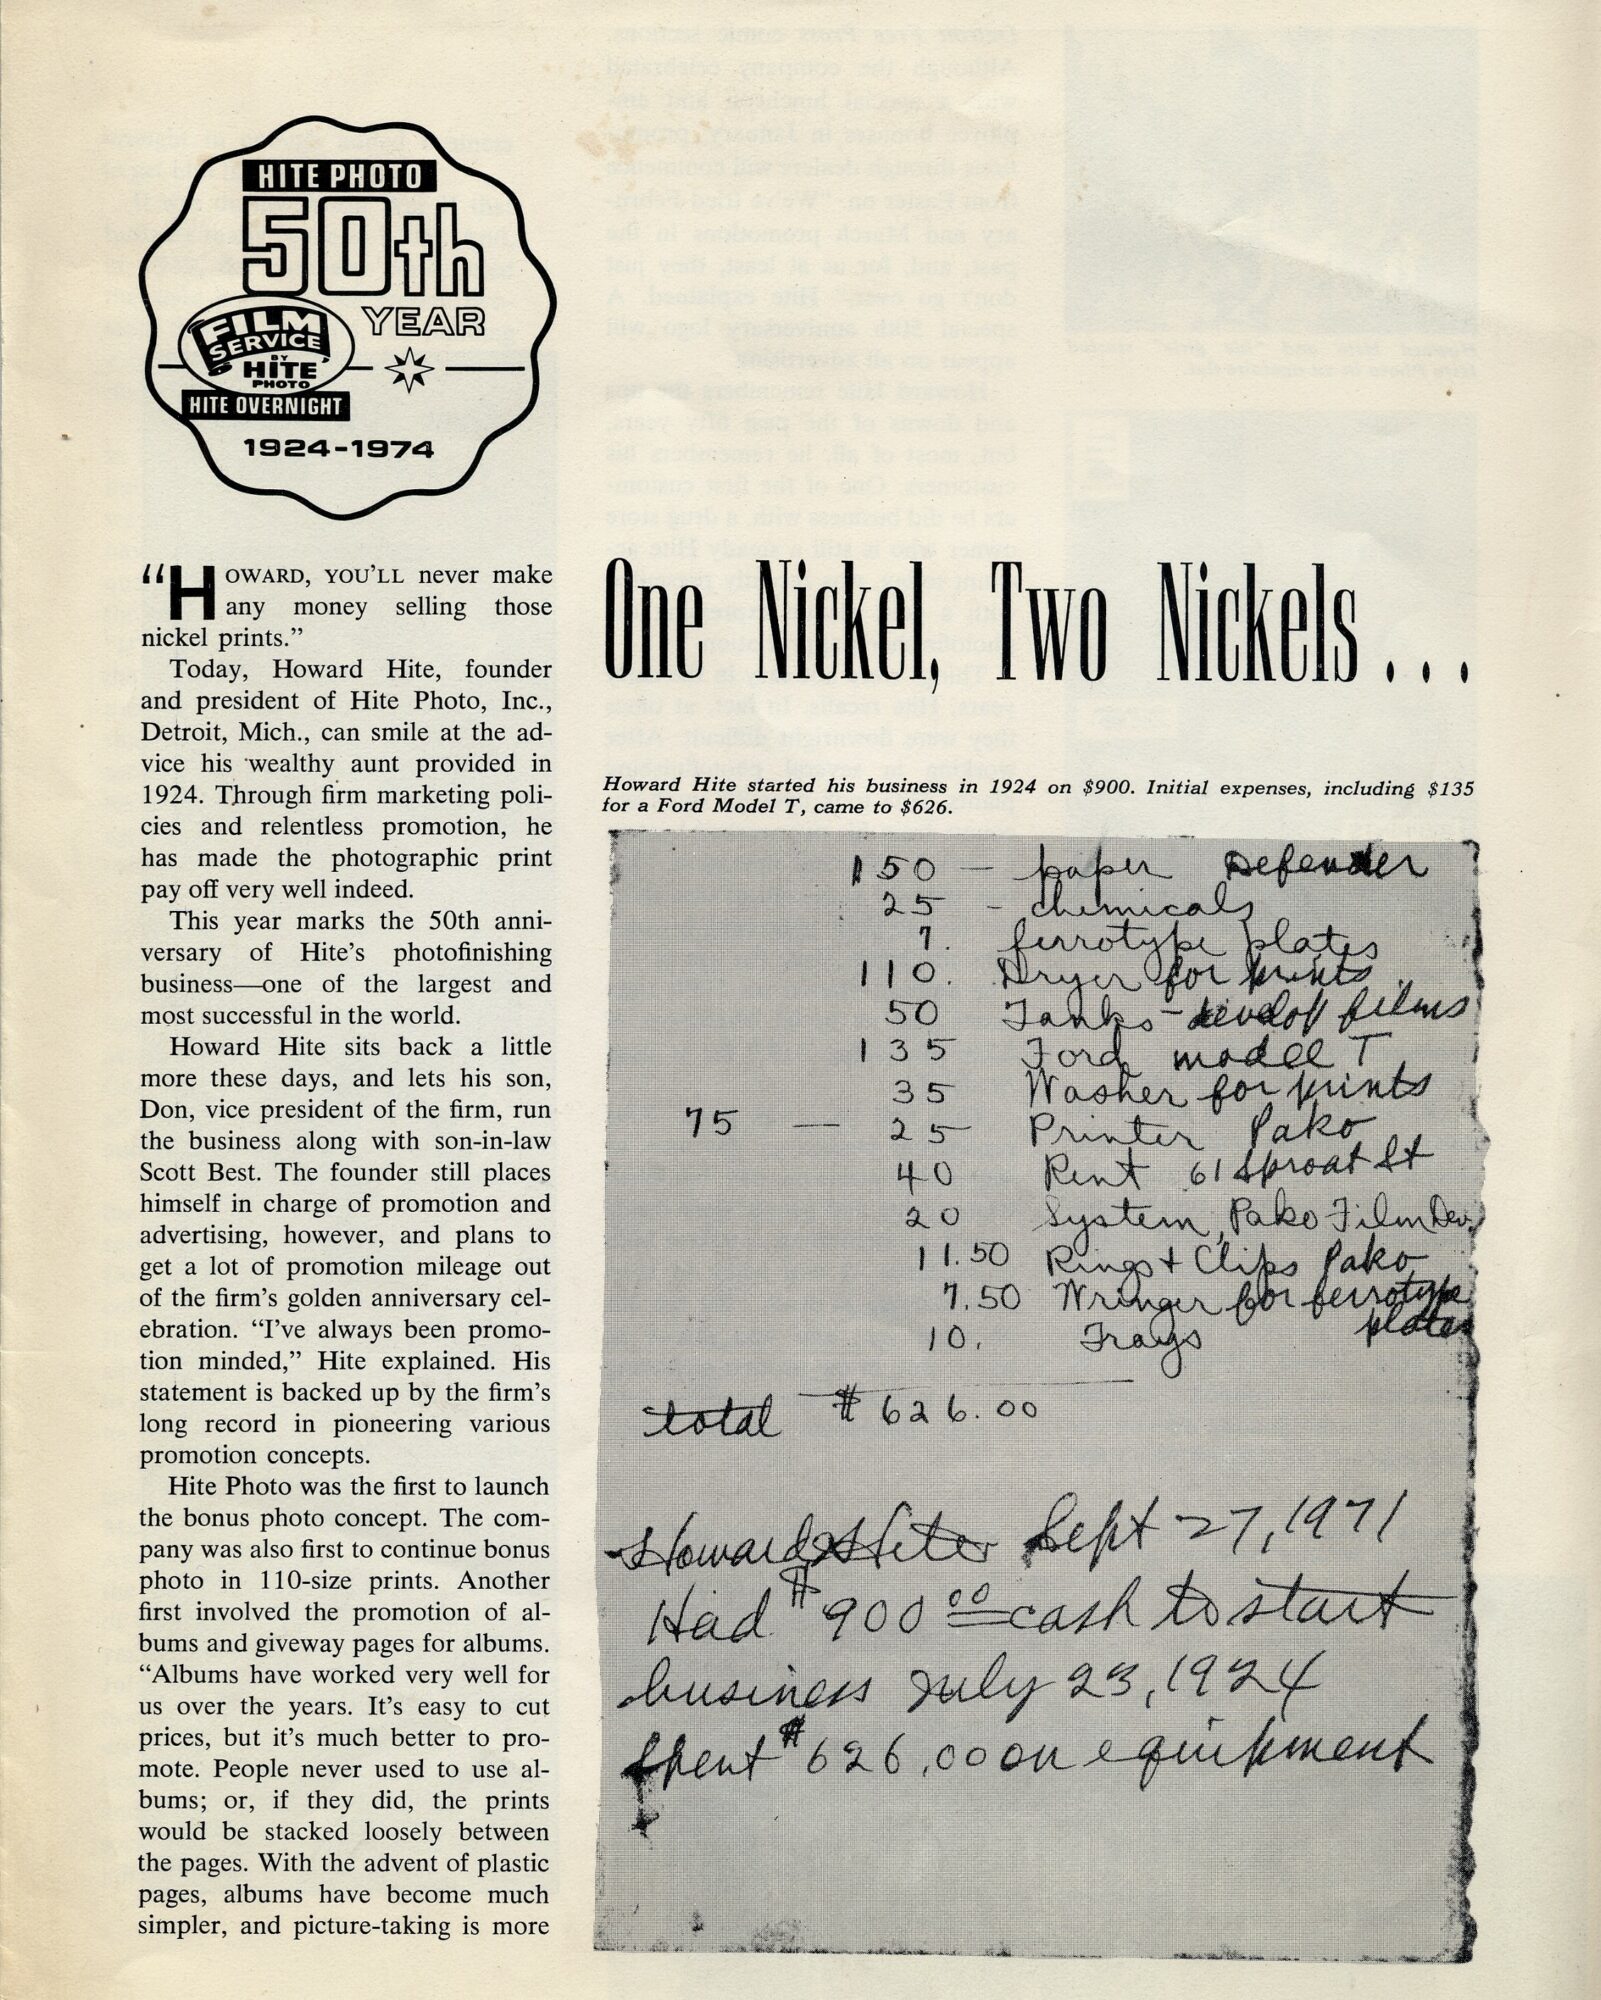 HITE PHOTO
50th
YEAR
FILM
SERVICE
BY
HITE
PHOTO
HITE OVERNIGHT
1924-1974
One Nickel, Two Nickels...
"HOWARD, YOU'LL never make
any money selling those
nickel prints."
Today, Howard Hite, founder
and president of Hite Photo, Inc.,
Detroit, Mich., can smile at the ad-
vice his wealthy aunt provided in
1924. Through firm marketing poli-
cies and relentless promotion, he
has made the photographic print
pay off very well indeed.
This year marks the 50th anni-
versary of Hite's photofinishing
business—one of the largest and
most successful in the world.
Howard Hite sits back a little
more these days, and lets his son,
Don, vice president of the firm, run
the business along with son-in-law
Scott Best. The founder still places
himself in charge of promotion and
advertising, however, and plans to
get a lot of promotion mileage out
of the firm's golden anniversary cel-
ebration. "I've always been promo-
tion minded," Hite explained. His
statement is backed up by the firm's
long record in pioneering various
promotion concepts.
Hite Photo was the first to launch
the bonus photo concept. The com-
pany was also first to continue bonus
photo in 110-size prints. Another
first involved the promotion of al-
bums and giveway pages for albums.
"Albums have worked very well for
us over the years. It's easy to cut
prices, but it's much better to pro-
mote. People never used to use al-
bums; or, if they did, the prints
would be stacked loosely between
the pages. With the advent of plastic
pages, albums have become much
simpler, and picture-taking is more
Howard Hite started his business in 1924 on $900. Initial expenses, including $135
for a Ford Model T, came to $626.
150 - paper Defender
25 - chemicals
7. ferrotype plates
110. Dryer for prints
50 Tanks - develop films
135 Ford model T
35 Washer for prints
75 — 25 Printer Pako
40 Rent 61 Sproat St
20 System, Pako Film Dev.
11.50 Rings + Clips Pako
7.50 Wringer for ferrotype
plates
10. Trays
total $626.00
Howard Hite Sept 27, 1971
Had $900 00 cash to start
business July 23, 1924
spent $626.00 on equipment